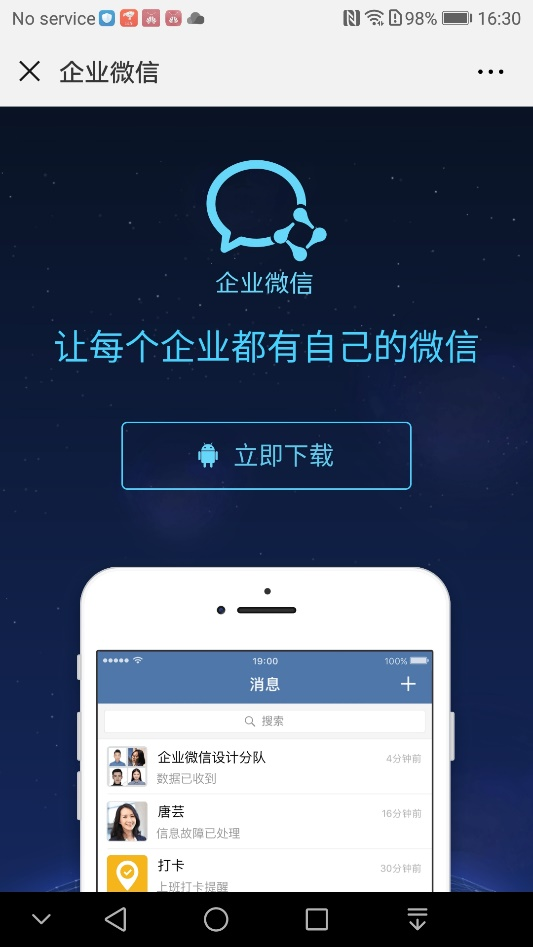 No service 98% 16:30
企业微信
企业微信
让每个企业都有自己的微信
立即下载
19:00 100%
消息
搜索
企业微信设计分队 4分钟前
数据已收到
唐芸 16分钟前
信息故障已处理
打卡 30分钟前
上班打卡提醒